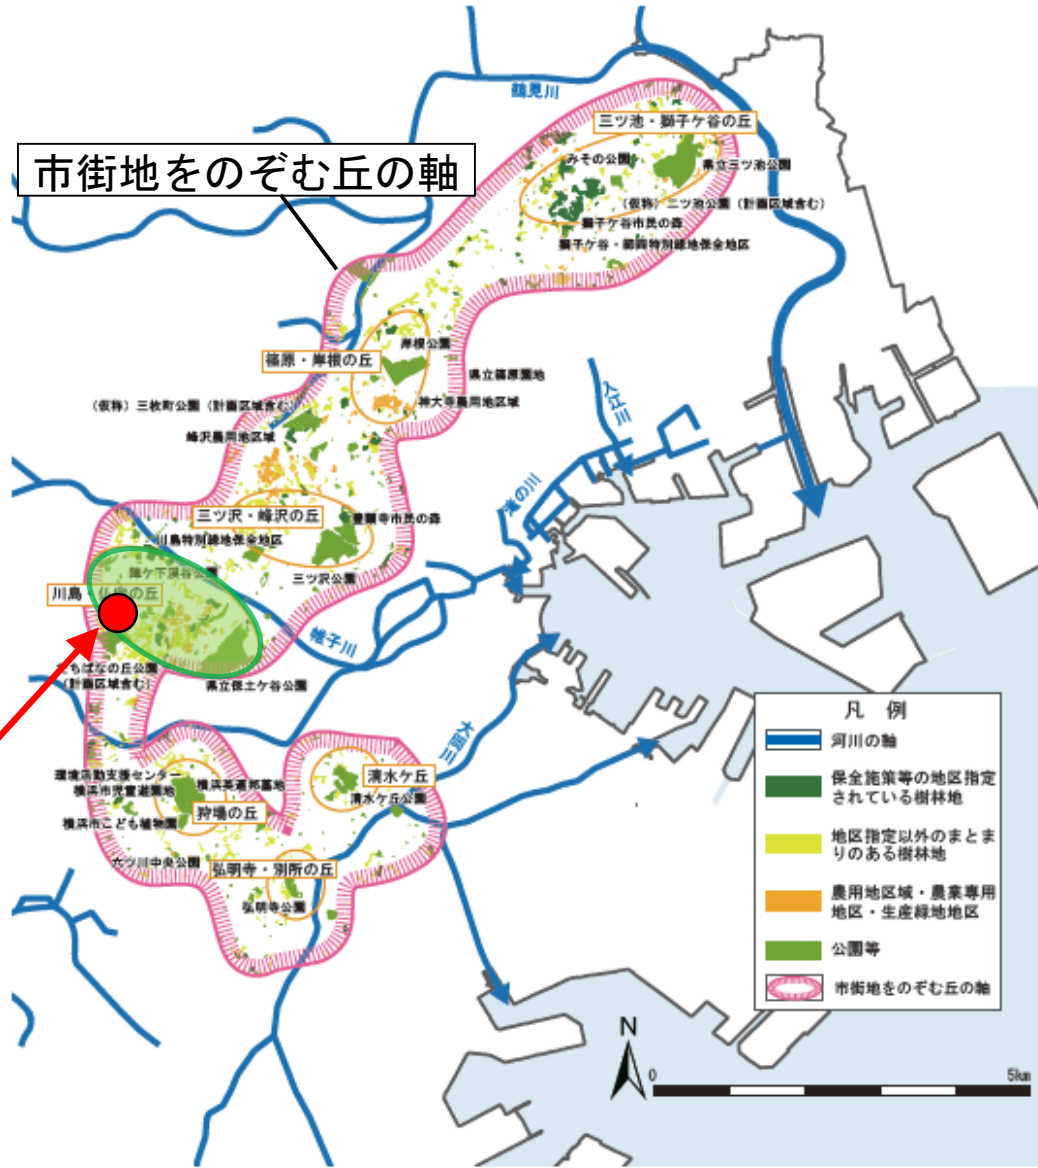 鶴見川
三ツ池・獅子ケ谷の丘
市街地をのぞむ丘の軸
みその公園
県立三ツ池公園
(仮称)二ツ池公園(計画区域含む)
獅子ケ谷市民の森
獅子ケ谷・師岡特別緑地保全地区
岸根公園
篠原・岸根の丘
県立篠原園地
(仮称)三枚町公園(計画区域含む)
神大寺農用地区域
入江川
峰沢農用地区域
滝の川
三ツ沢・峰沢の丘
豊顕寺市民の森
川島特別緑地保全地区
陣ケ下渓谷公園
三ツ沢公園
川島
の丘
帷子川
たちばなの丘公園
(計画区域含む)
県立保土ケ谷公園
大岡川
環境活動支援センター
横浜市児童遊園地
横浜英連邦墓地
清水ケ丘
清水ケ丘公園
狩場の丘
横浜市こども植物園
六ツ川中央公園
弘明寺・別所の丘
弘明寺公園
凡 例
河川の軸
保全施策等の地区指定
されている樹林地
地区指定以外のまとま
りのある樹林地
農用地区域・農業専用
地区・生産緑地地区
公園等
市街地をのぞむ丘の軸
N
0
5km